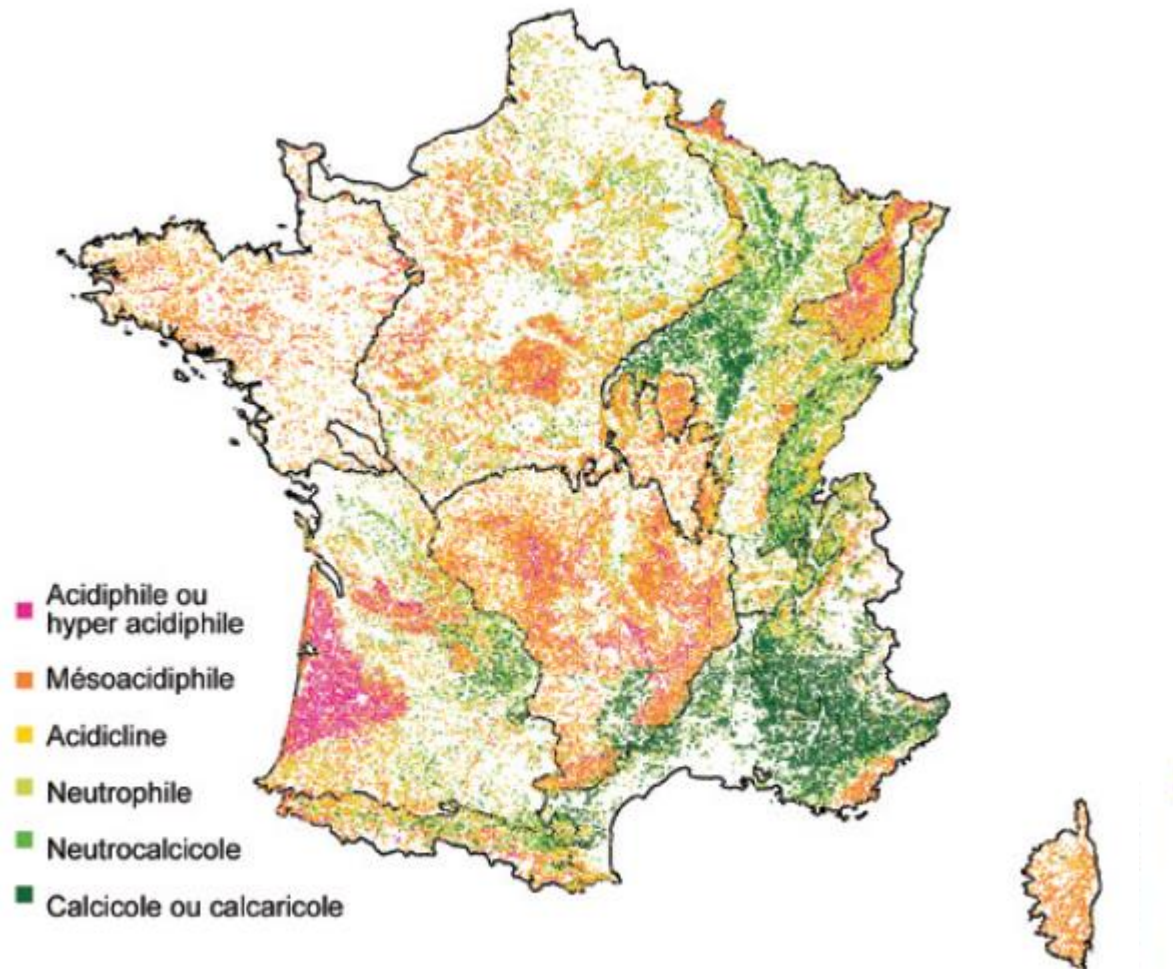 Acidiphile ou
hyper acidiphile
Mésoacidiphile
Acidicline
Neutrophile
Neutrocalcicole
Calcicole ou calcaricole